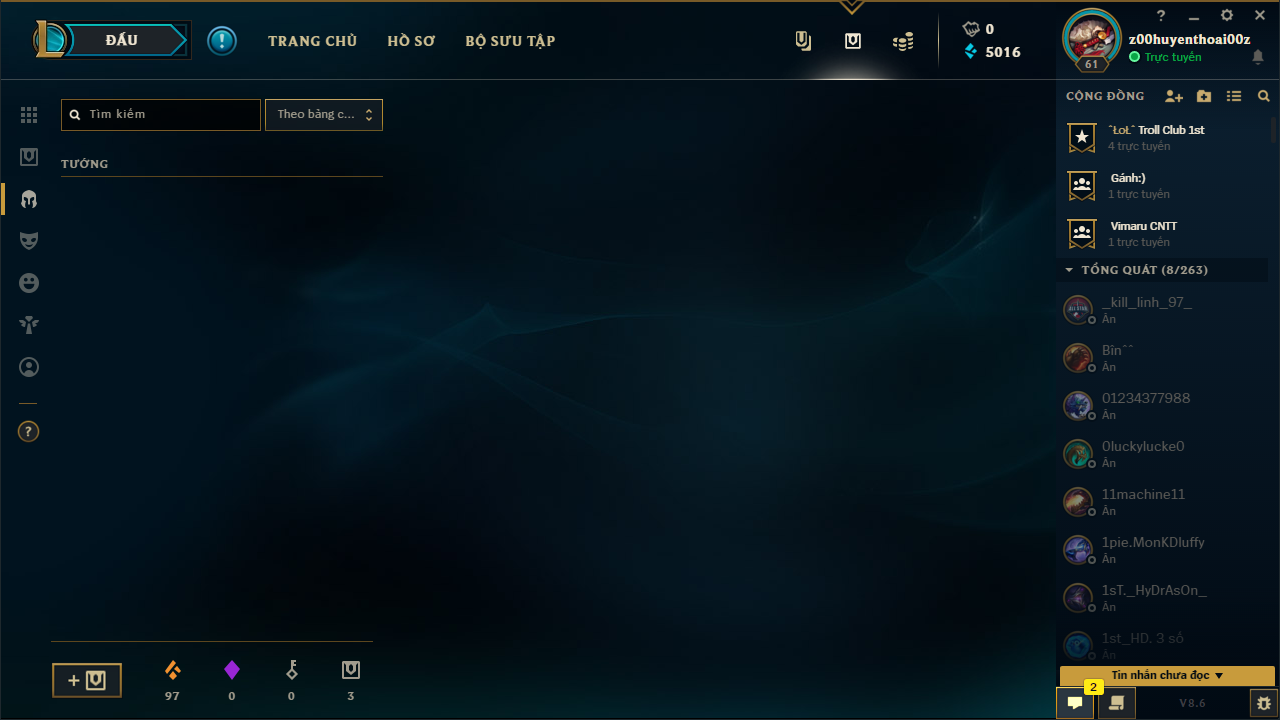 ĐẤU
!
TRANG CHỦ
HỒ SƠ
BỘ SƯU TẬP
0
5016
?
z00huyenthoai00z
Trực tuyến
61
Tìm kiếm
Theo bảng c...
TƯỚNG
?
97
0
0
3
CỘNG ĐỒNG
ˆŁoŁˆ Troll Club 1st
4 trực tuyến
Gánh:)
1 trực tuyến
Vimaru CNTT
1 trực tuyến
TỔNG QUÁT (8/263)
_kill_linh_97_
Ẩn
Binˆˆ
Ẩn
01234377988
Ẩn
0luckylucke0
Ẩn
11machine11
Ẩn
1pie.MonKDluffy
Ẩn
1sT._HyDrAsOn_
Ẩn
1st_HD. 3 số
Ẩn
Tin nhắn chưa đọc
2
V8.6